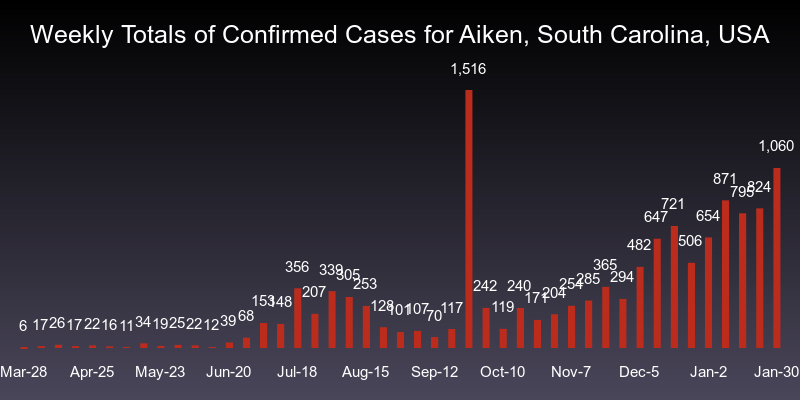 Weekly Totals of Confirmed Cases for Aiken, South Carolina, USA
6 17 26 17 22 16 11 34 19 25 22 12 39 68 153 148 356 207 339 305 253 128 101 107 70 117 1,516 242 119 240 171 204 254 285 365 294 482 647 721 506 654 871 795 824 1,060
Mar-28 Apr-25 May-23 Jun-20 Jul-18 Aug-15 Sep-12 Oct-10 Nov-7 Dec-5 Jan-2 Jan-30